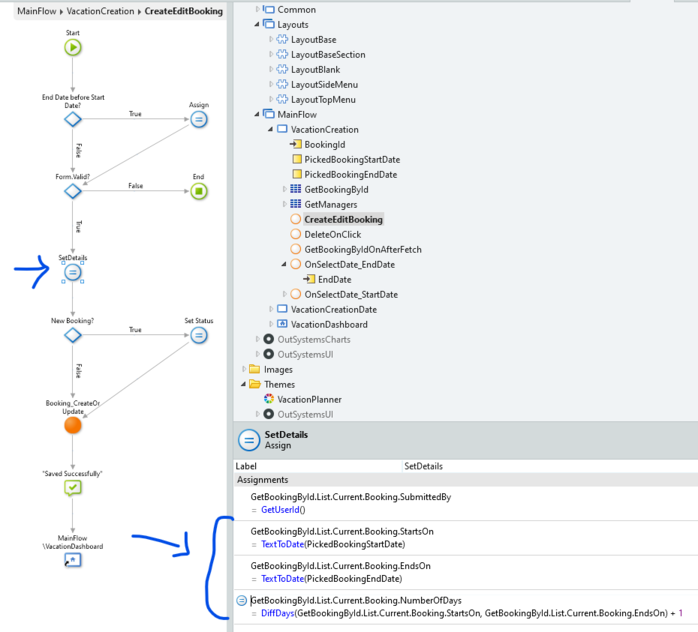 MainFlow ▸ VacationCreation ▸ CreateEditBooking
Start
End Date before Start
Date?
True
Assign
False
Form.Valid?
False
End
True
SetDetails
New Booking?
True
Set Status
False
Booking_CreateOr
Update
"Saved Successfully"
MainFlow
\VacationDashboard
Common
Layouts
LayoutBase
LayoutBaseSection
LayoutBlank
LayoutSideMenu
LayoutTopMenu
MainFlow
VacationCreation
BookingId
PickedBookingStartDate
PickedBookingEndDate
GetBookingById
GetManagers
CreateEditBooking
DeleteOnClick
GetBookingByIdOnAfterFetch
OnSelectDate_EndDate
EndDate
OnSelectDate_StartDate
VacationCreationDate
VacationDashboard
OutSystemsCharts
OutSystemsUI
Images
Themes
VacationPlanner
OutSystemsUI
SetDetails
Assign
Label SetDetails
Assignments
GetBookingById.List.Current.Booking.SubmittedBy
= GetUserId()
GetBookingById.List.Current.Booking.StartsOn
= TextToDate(PickedBookingStartDate)
GetBookingById.List.Current.Booking.EndsOn
= TextToDate(PickedBookingEndDate)
GetBookingById.List.Current.Booking.NumberOfDays
= DiffDays(GetBookingById.List.Current.Booking.StartsOn, GetBookingById.List.Current.Booking.EndsOn) + 1